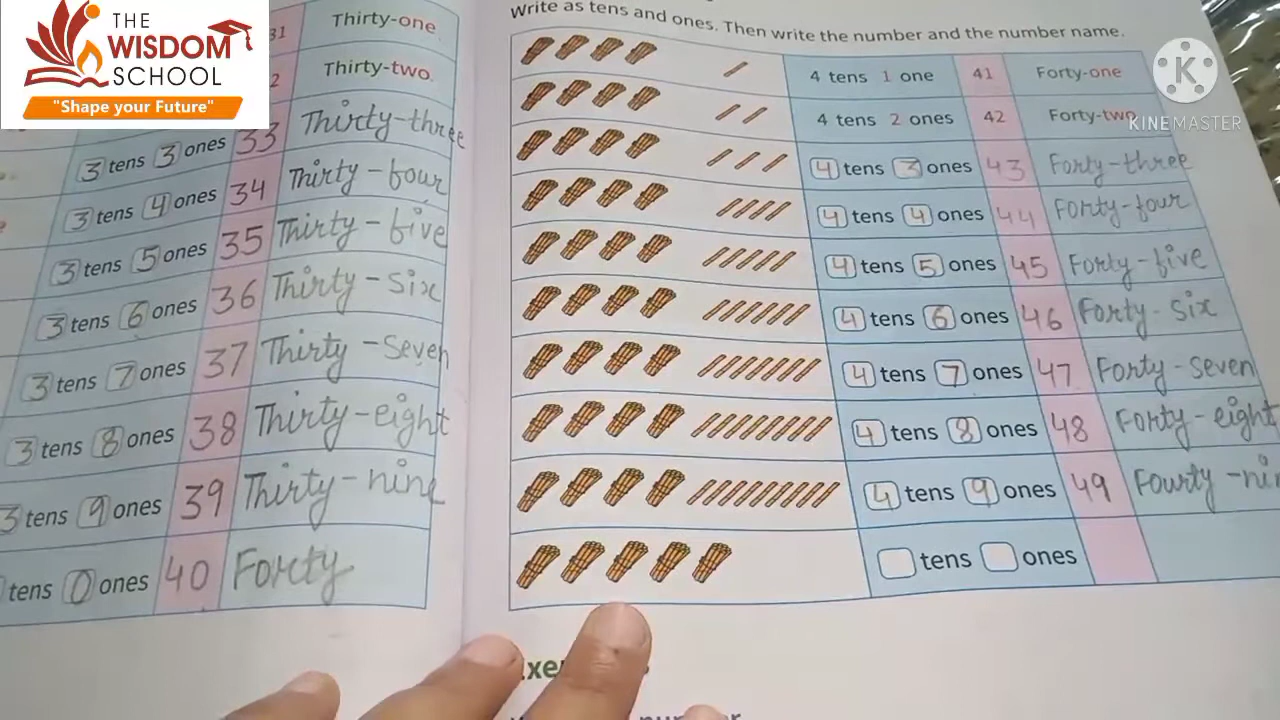 THE
WISDOM
SCHOOL
"Shape your Future"
KINEMASTER
31 Thirty-one
2 Thirty-two
3 tens 3 ones 33 Thirty-three
3 tens 4 ones 34 Thirty-four
3 tens 5 ones 35 Thirty-five
3 tens 6 ones 36 Thirty-six
3 tens 7 ones 37 Thirty-seven
3 tens 8 ones 38 Thirty-eight
3 tens 9 ones 39 Thirty-nine
tens 0 ones 40 Forty
Write as tens and ones. Then write the number and the number name.
4 tens 1 one 41 Forty-one
4 tens 2 ones 42 Forty-two
4 tens 3 ones 43 Forty-three
4 tens 4 ones 44 Forty-four
4 tens 5 ones 45 Forty-five
4 tens 6 ones 46 Forty-six
4 tens 7 ones 47 Forty-seven
4 tens 8 ones 48 Forty-eight
4 tens 9 ones 49 Fourty-ni
tens ones